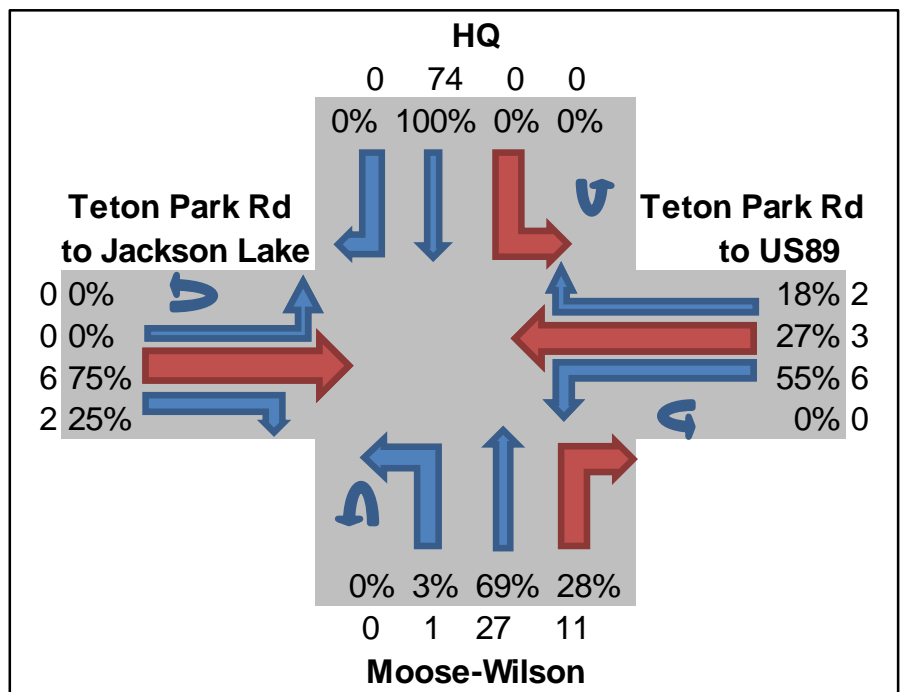 HQ
0 74 0 0
0% 100% 0% 0%
Teton Park Rd
to Jackson Lake
Teton Park Rd
to US89
0 0%
0 0%
6 75%
2 25%
18% 2
27% 3
55% 6
0% 0
0% 3% 69% 28%
0 1 27 11
Moose-Wilson